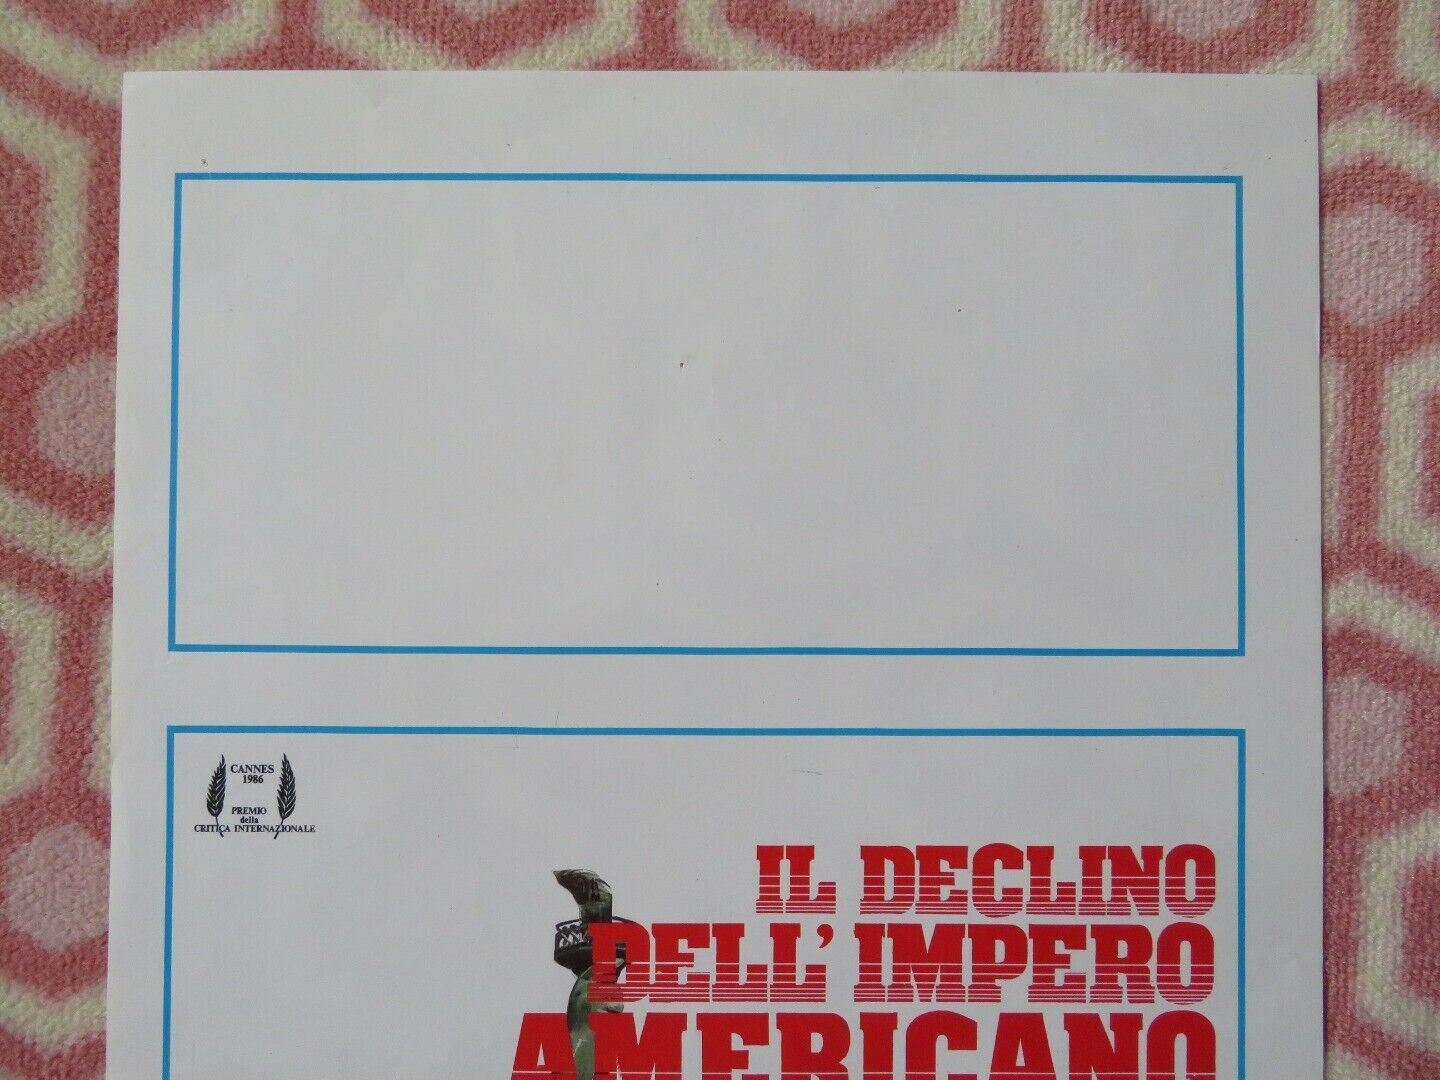 CANNES
1986
PREMIO
della
CRITICA INTERNAZIONALE
IL DECLINO
DELL' IMPERO
AMERICANO